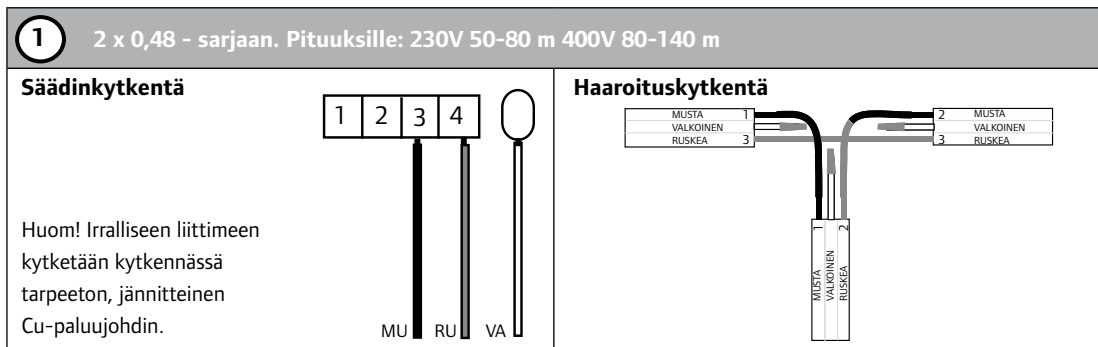 1
2 x 0,48 - sarjaan. Pituuksille: 230V 50-80 m 400V 80-140 m
Säädinkytkentä
1 2 3 4
Huom! Irralliseen liittimeen
kytketään kytkennässä
tarpeeton, jännitteinen
Cu-paluujohdin.
MU RU VA
Haaroituskytkentä
MUSTA 1
VALKOINEN
RUSKEA 3
2 MUSTA
VALKOINEN
3 RUSKEA
MUSTA 1
VALKOINEN
RUSKEA 2